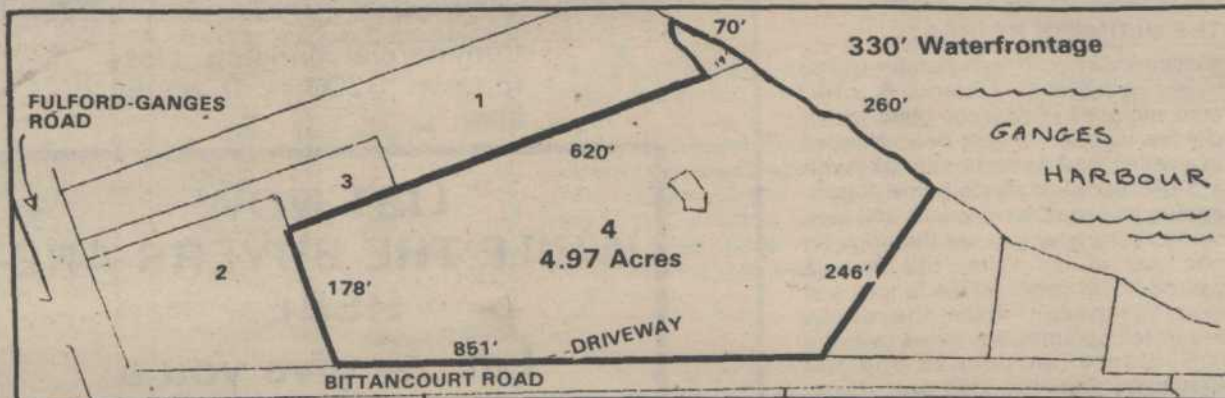 70'
330' Waterfrontage
19'
FULFORD-GANGES
ROAD
1
260'
GANGES
HARBOUR
620'
3
4
4.97 Acres
2
178'
246'
851'
DRIVEWAY
BITTANCOURT ROAD